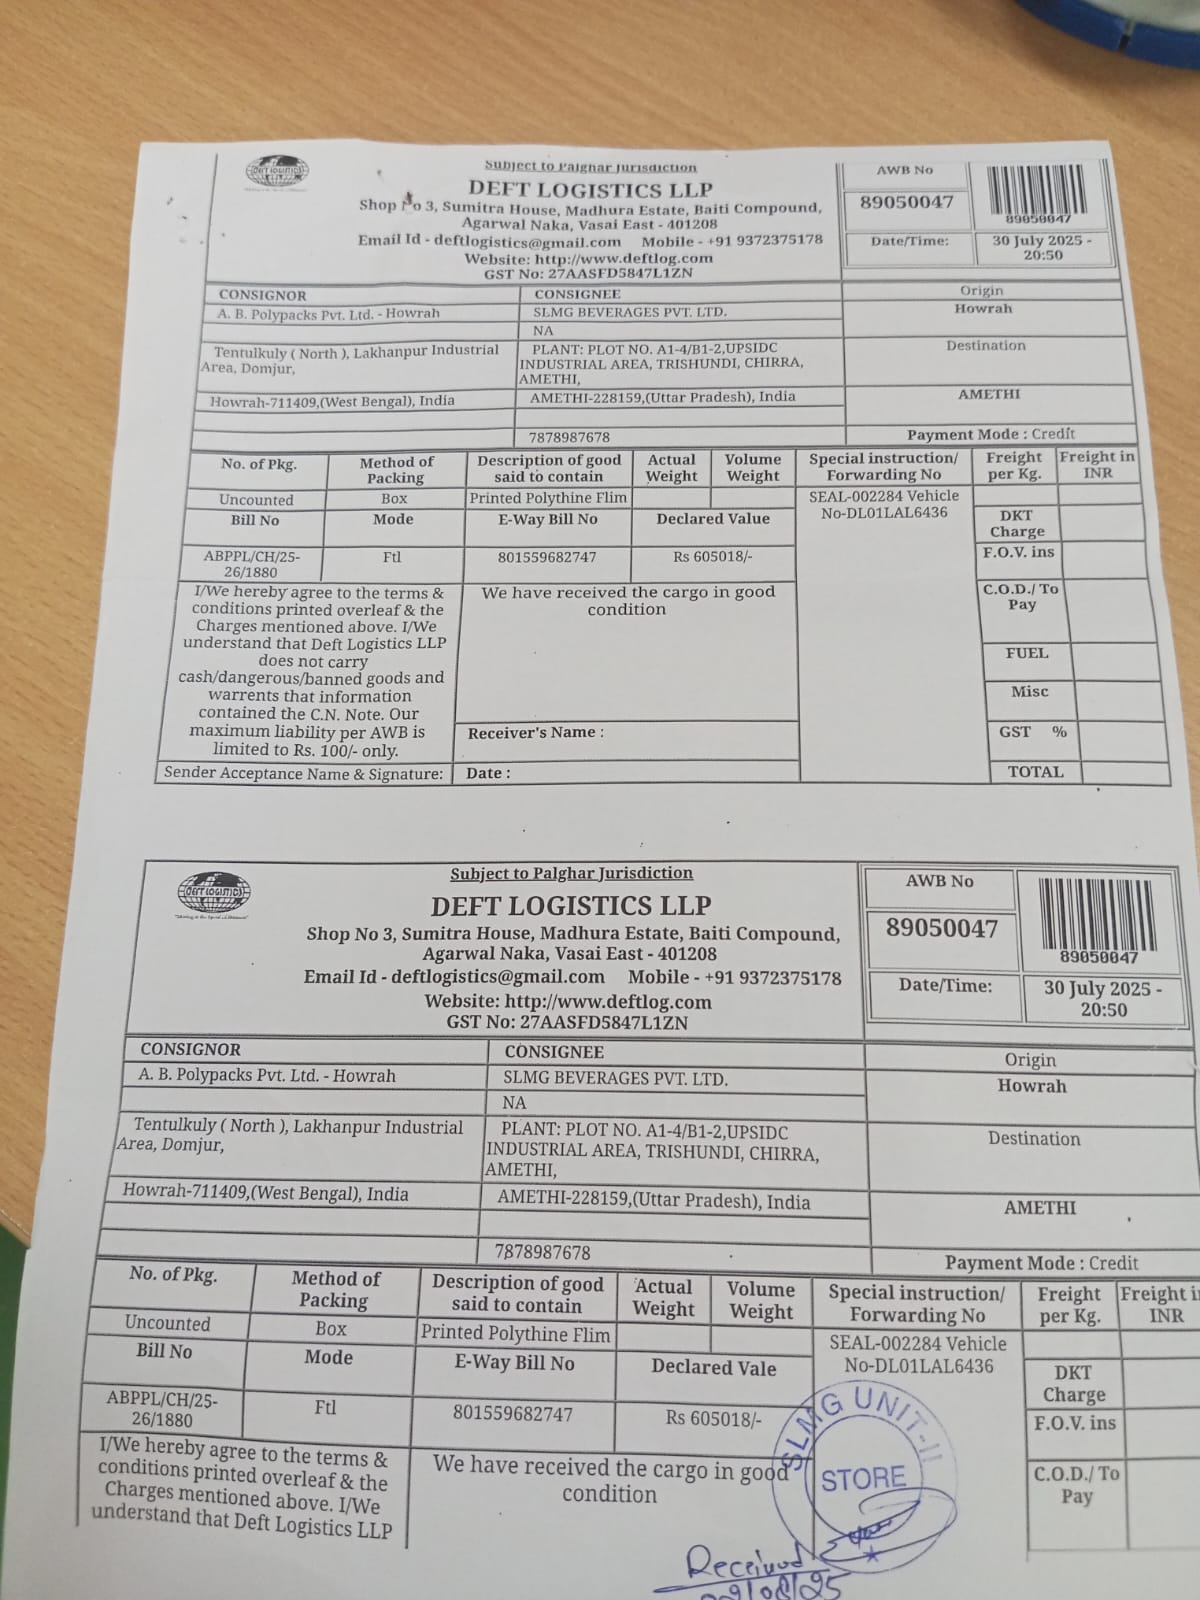 DEFT LOGISTICS
Subject to Palghar Jurisdiction
DEFT LOGISTICS LLP
Shop No 3, Sumitra House, Madhura Estate, Baiti Compound,
Agarwal Naka, Vasai East - 401208
Email Id - deftlogistics@gmail.com Mobile - +91 9372375178
Website: http://www.deftlog.com
GST No: 27AASFD5847L1ZN
AWB No
89050047
89050047
Date/Time:
30 July 2025 -
20:50
CONSIGNOR
CONSIGNEE
Origin
A. B. Polypacks Pvt. Ltd. - Howrah
SLMG BEVERAGES PVT. LTD.
Howrah
NA
Tentulkuly ( North ), Lakhanpur Industrial
Area, Domjur,
PLANT: PLOT NO. A1-4/B1-2,UPSIDC
INDUSTRIAL AREA, TRISHUNDI, CHIRRA,
AMETHI,
Destination
Howrah-711409,(West Bengal), India
AMETHI-228159,(Uttar Pradesh), India
AMETHI
7878987678
Payment Mode : Credit
No. of Pkg.
Method of
Packing
Description of good
said to contain
Actual
Weight
Volume
Weight
Special instruction/
Forwarding No
Freight
per Kg.
Freight in
INR
Uncounted
Box
Printed Polythine Flim
SEAL-002284 Vehicle
No-DL01LAL6436
Bill No
Mode
E-Way Bill No
Declared Value
DKT
Charge
ABPPL/CH/25-
26/1880
Ftl
801559682747
Rs 605018/-
F.O.V. ins
I/We hereby agree to the terms &
conditions printed overleaf & the
Charges mentioned above. I/We
understand that Deft Logistics LLP
does not carry
cash/dangerous/banned goods and
warrents that information
contained the C.N. Note. Our
maximum liability per AWB is
limited to Rs. 100/- only.
We have received the cargo in good
condition
C.O.D./ To
Pay
FUEL
Misc
Receiver's Name :
GST %
Sender Acceptance Name & Signature:
Date :
TOTAL
DEFT LOGISTICS
Subject to Palghar Jurisdiction
DEFT LOGISTICS LLP
Shop No 3, Sumitra House, Madhura Estate, Baiti Compound,
Agarwal Naka, Vasai East - 401208
Email Id - deftlogistics@gmail.com Mobile - +91 9372375178
Website: http://www.deftlog.com
GST No: 27AASFD5847L1ZN
AWB No
89050047
89050047
Date/Time:
30 July 2025 -
20:50
CONSIGNOR
CONSIGNEE
Origin
A. B. Polypacks Pvt. Ltd. - Howrah
SLMG BEVERAGES PVT. LTD.
Howrah
NA
Tentulkuly ( North ), Lakhanpur Industrial
Area, Domjur,
PLANT: PLOT NO. A1-4/B1-2,UPSIDC
INDUSTRIAL AREA, TRISHUNDI, CHIRRA,
AMETHI,
Destination
Howrah-711409,(West Bengal), India
AMETHI-228159,(Uttar Pradesh), India
AMETHI
7878987678
Payment Mode : Credit
No. of Pkg.
Method of
Packing
Description of good
said to contain
Actual
Weight
Volume
Weight
Special instruction/
Forwarding No
Freight
per Kg.
Freight i
INR
Uncounted
Box
Printed Polythine Flim
SEAL-002284 Vehicle
No-DL01LAL6436
Bill No
Mode
E-Way Bill No
Declared Vale
DKT
Charge
ABPPL/CH/25-
26/1880
Ftl
801559682747
Rs 605018/-
F.O.V. ins
I/We hereby agree to the terms &
conditions printed overleaf & the
Charges mentioned above. I/We
understand that Deft Logistics LLP
We have received the cargo in good
condition
SLMG UNIT-II
STORE
C.O.D./ To
Pay
Received